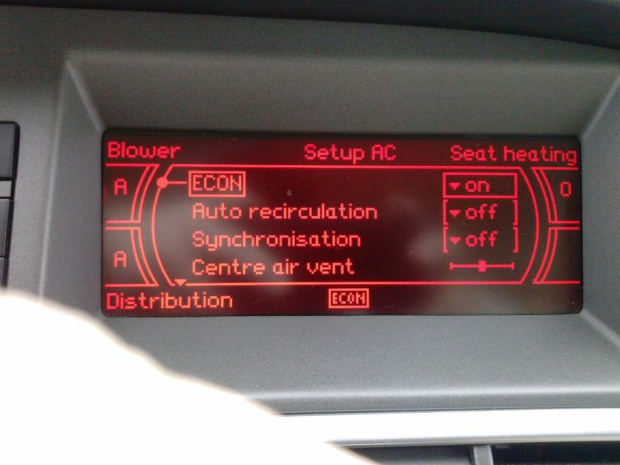 Blower Setup AC Seat heating
A ECON on 0
Auto recirculation off
Synchronisation off
A Centre air vent
Distribution ECON